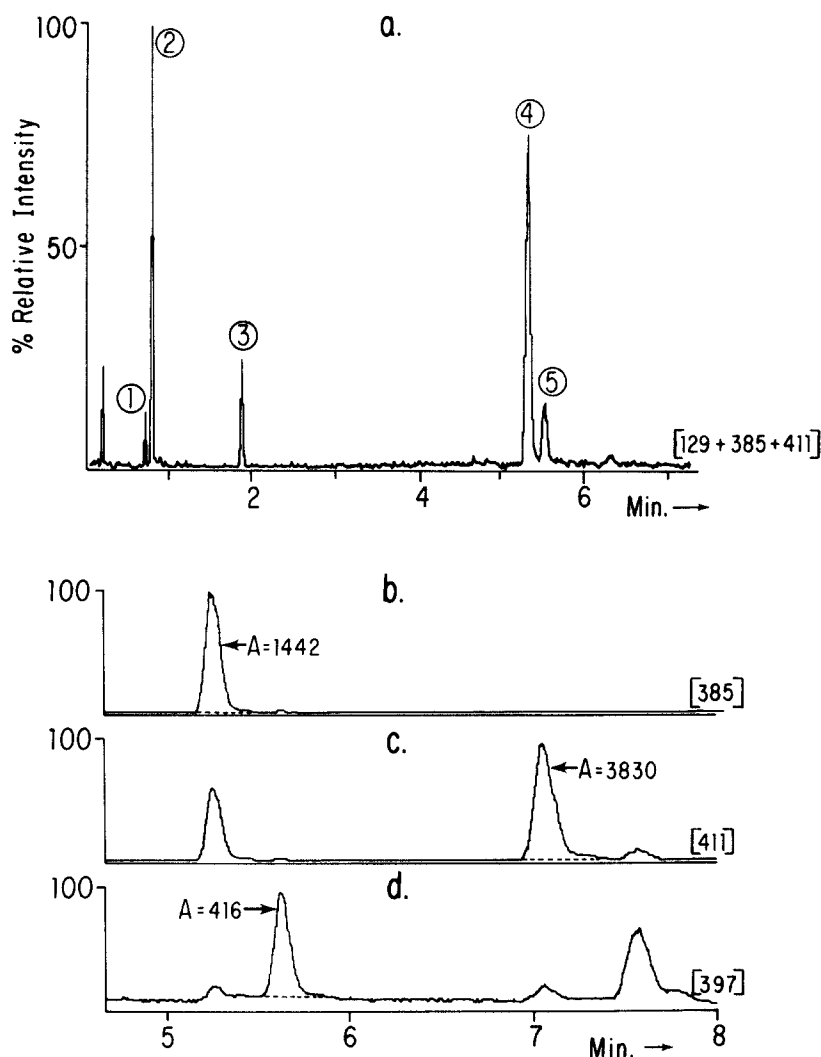 a.
100%
②
④
% Relative Intensity
50
③
⑤
①
[129 + 385 + 411]
2
4
6
Min. →
b.
100
A = 1442
[385]
c.
100
A = 3830
[411]
d.
100
A = 416
[397]
5
6
7
8
Min. →